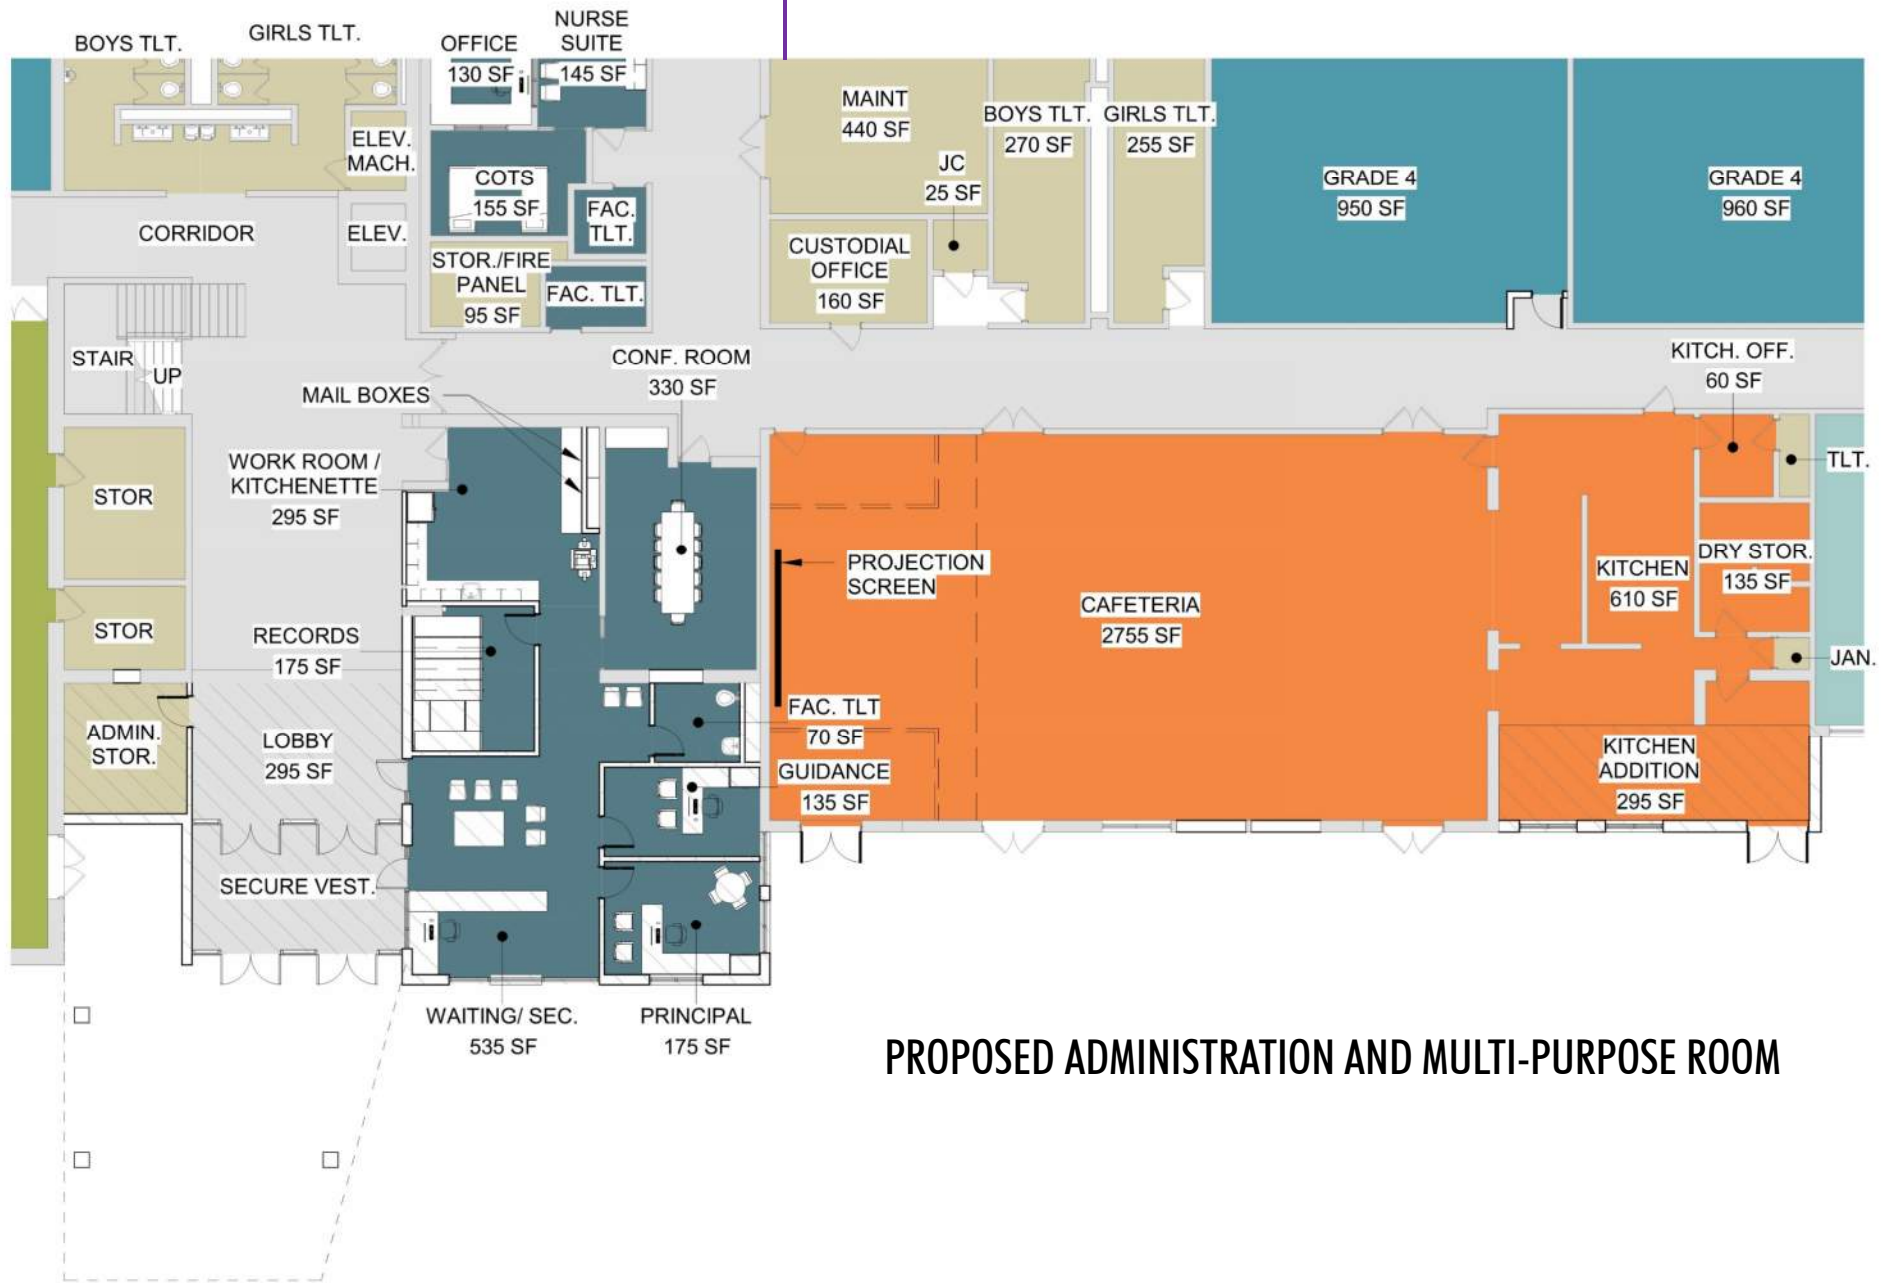 BOYS TLT.
GIRLS TLT.
OFFICE
130 SF
NURSE
SUITE
145 SF
ELEV.
MACH.
COTS
155 SF
FAC.
TLT.
CORRIDOR
ELEV.
STOR./FIRE
PANEL
95 SF
FAC. TLT.
MAINT
440 SF
BOYS TLT.
270 SF
GIRLS TLT.
255 SF
JC
25 SF
CUSTODIAL
OFFICE
160 SF
GRADE 4
950 SF
GRADE 4
960 SF
STAIR
UP
MAIL BOXES
CONF. ROOM
330 SF
KITCH. OFF.
60 SF
WORK ROOM /
KITCHENETTE
295 SF
STOR
TLT.
PROJECTION
SCREEN
CAFETERIA
2755 SF
KITCHEN
610 SF
DRY STOR.
135 SF
STOR
RECORDS
175 SF
JAN.
ADMIN.
STOR.
LOBBY
295 SF
FAC. TLT
70 SF
GUIDANCE
135 SF
KITCHEN
ADDITION
295 SF
SECURE VEST.
WAITING/ SEC.
535 SF
PRINCIPAL
175 SF
PROPOSED ADMINISTRATION AND MULTI-PURPOSE ROOM